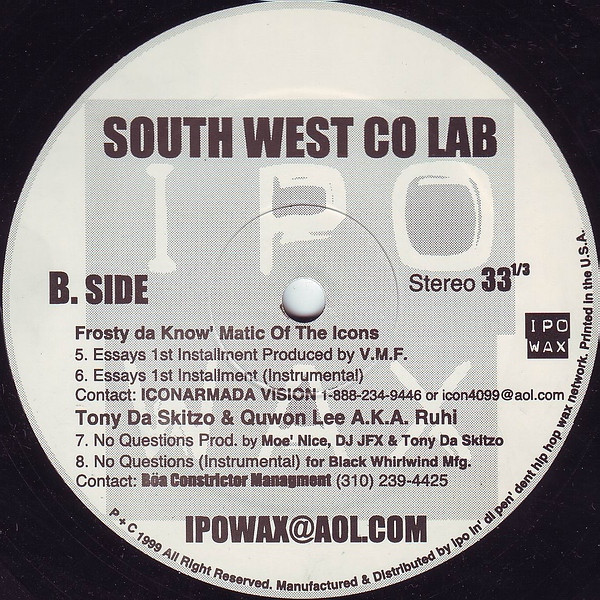 SOUTH WEST CO LAB
IPO
WAX
B. SIDE
Stereo 33 1/3
IPO
WAX
Frosty da Know' Matic Of The Icons
5. Essays 1st Installment Produced by V.M.F.
6. Essays 1st Installment (Instrumental)
Contact: ICONARMADA VISION 1-888-234-9446 or icon4099@aol.com
Tony Da Skitzo & Quwon Lee A.K.A. Ruhi
7. No Questions Prod. by Moe' Nice, DJ JFX & Tony Da Skitzo
8. No Questions (Instrumental) for Black Whirlwind Mfg.
Contact: Böa Constrictor Managment (310) 239-4425
IPOWAX@AOL.COM
P + C 1999 All Right Reserved. Manufactured & Distributed by ipo in' di pen' dent hip hop wax network. Printed in the U.S.A.